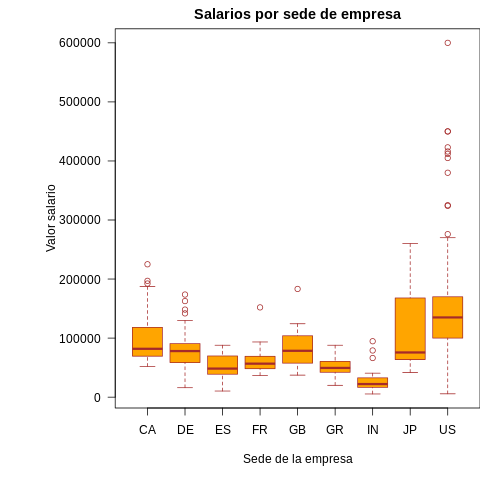 Salarios por sede de empresa
600000
500000
400000
300000
200000
100000
0
Valor salario
CA DE ES FR GB GR IN JP US
Sede de la empresa